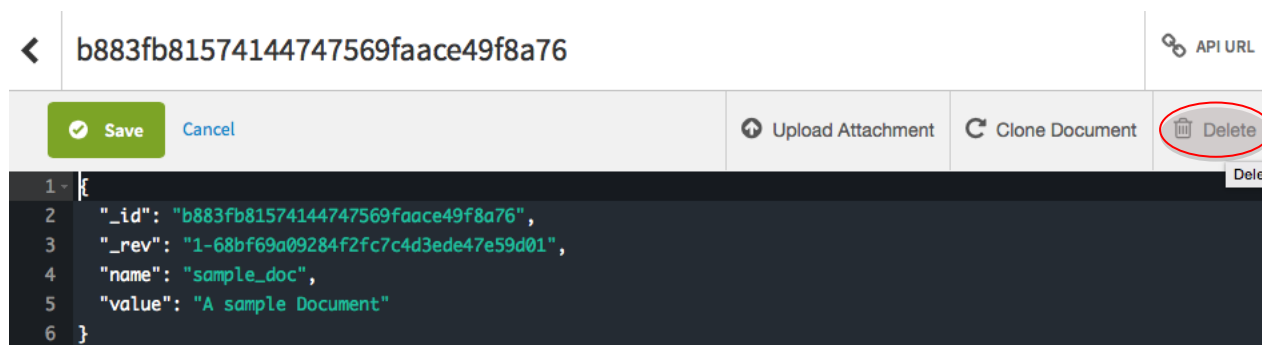 b883fb81574144747569faace49f8a76
API URL
Save Cancel Upload Attachment Clone Document Delete
Dele
1 {
2 "_id": "b883fb81574144747569faace49f8a76",
3 "_rev": "1-68bf69a09284f2fc7c4d3ede47e59d01",
4 "name": "sample_doc",
5 "value": "A sample Document"
6 }